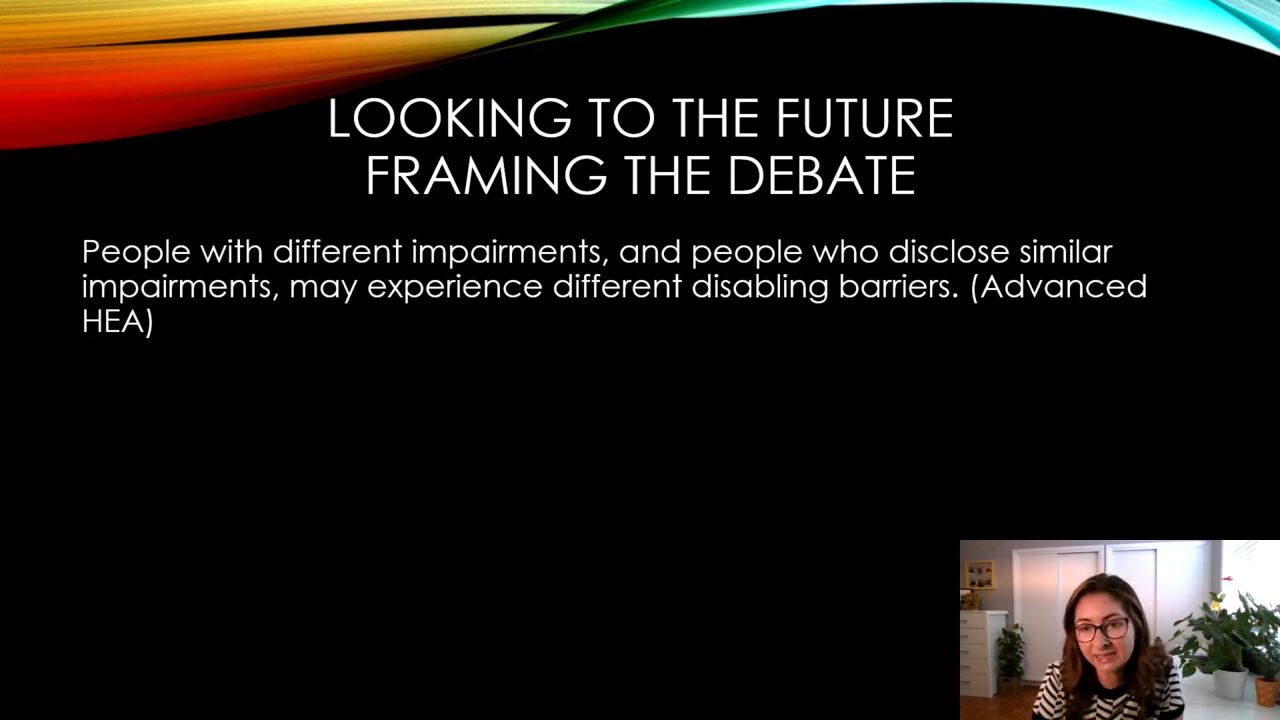 LOOKING TO THE FUTURE
FRAMING THE DEBATE
People with different impairments, and people who disclose similar
impairments, may experience different disabling barriers. (Advanced
HEA)